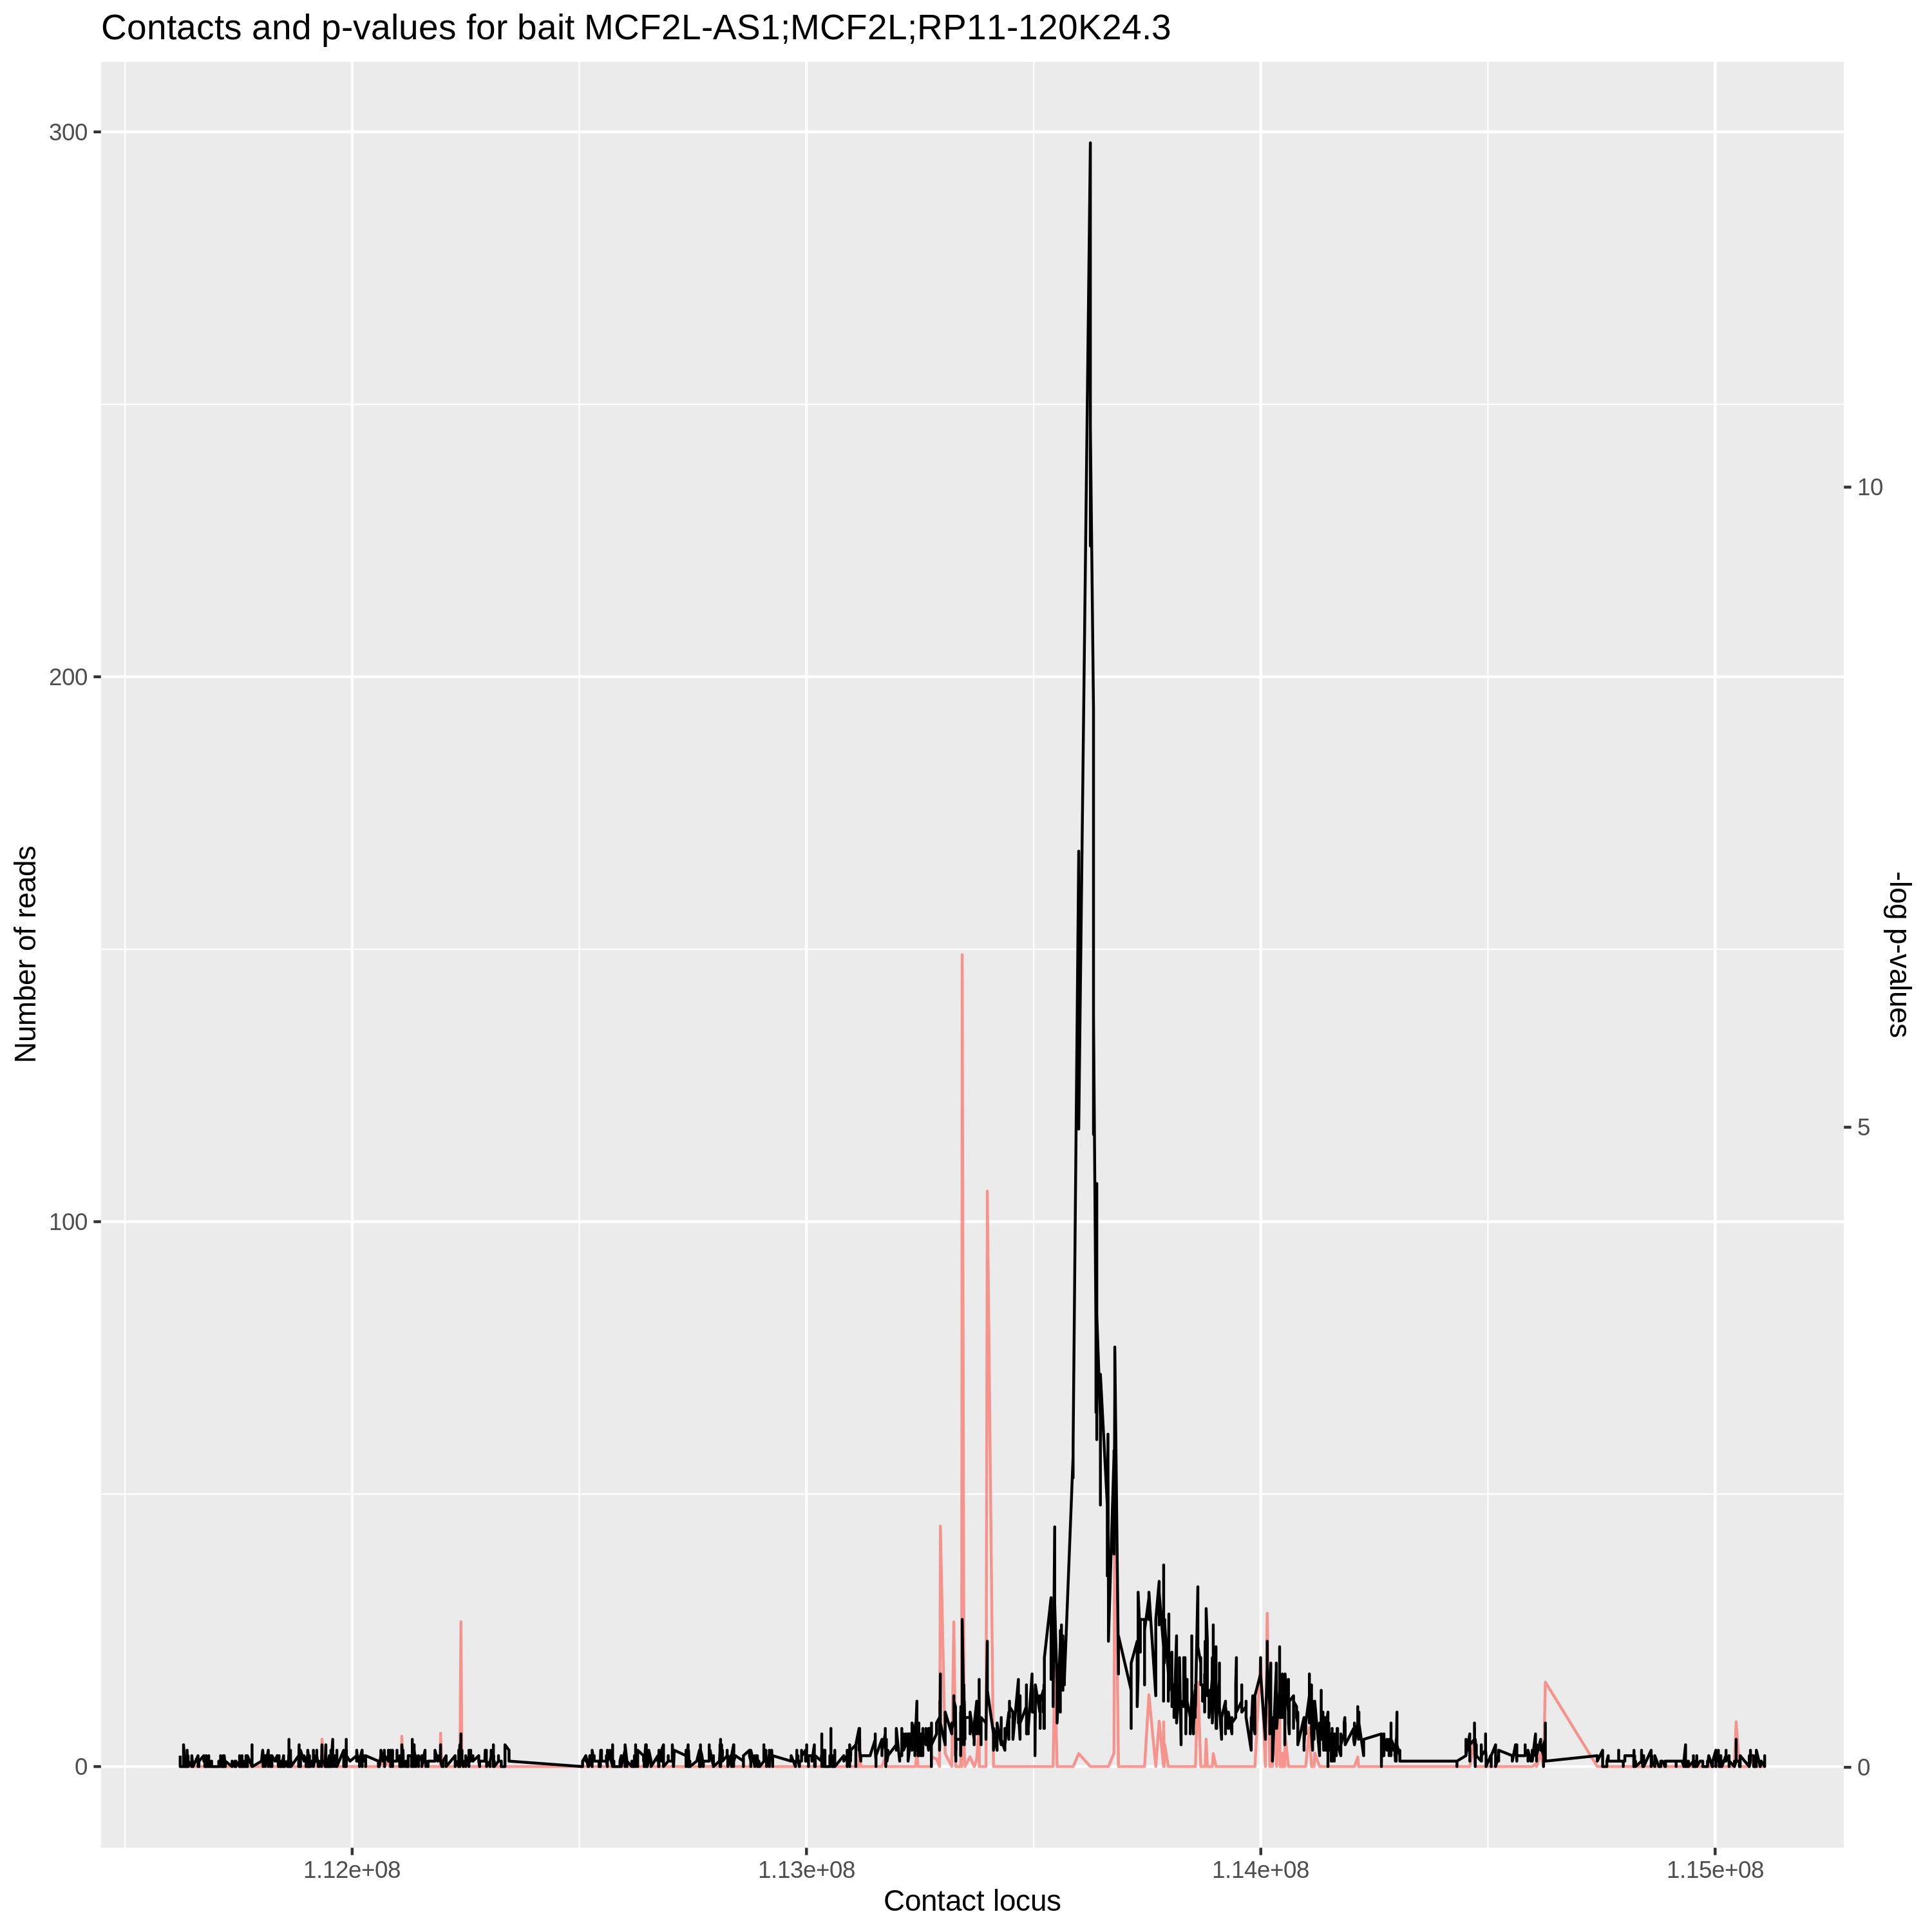 Contacts and p-values for bait MCF2L-AS1;MCF2L;RP11-120K24.3
300
200
100
0
Number of reads
10
5
0
-log p-values
1.12e+08
1.13e+08
1.14e+08
1.15e+08
Contact locus